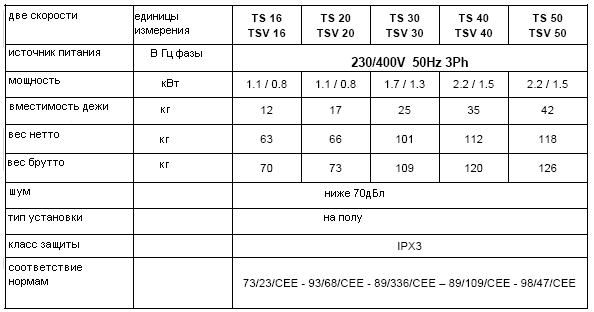 две скорости единицы измерения TS 16 TSV 16 TS 20 TSV 20 TS 30 TSV 30 TS 40 TSV 40 TS 50 TSV 50
источник питания В Гц фазы 230/400V 50Hz 3Ph
мощность кВт 1.1 / 0.8 1.1 / 0.8 1.7 / 1.3 2.2 / 1.5 2.2 / 1.5
вместимость дежи кг 12 17 25 35 42
вес нетто кг 63 66 101 112 118
вес брутто кг 70 73 109 120 126
шум ниже 70дБл
тип установки на полу
класс защиты IPX3
соответствие нормам 73/23/CEE - 93/68/CEE - 89/336/CEE – 89/109/CEE - 98/47/CEE